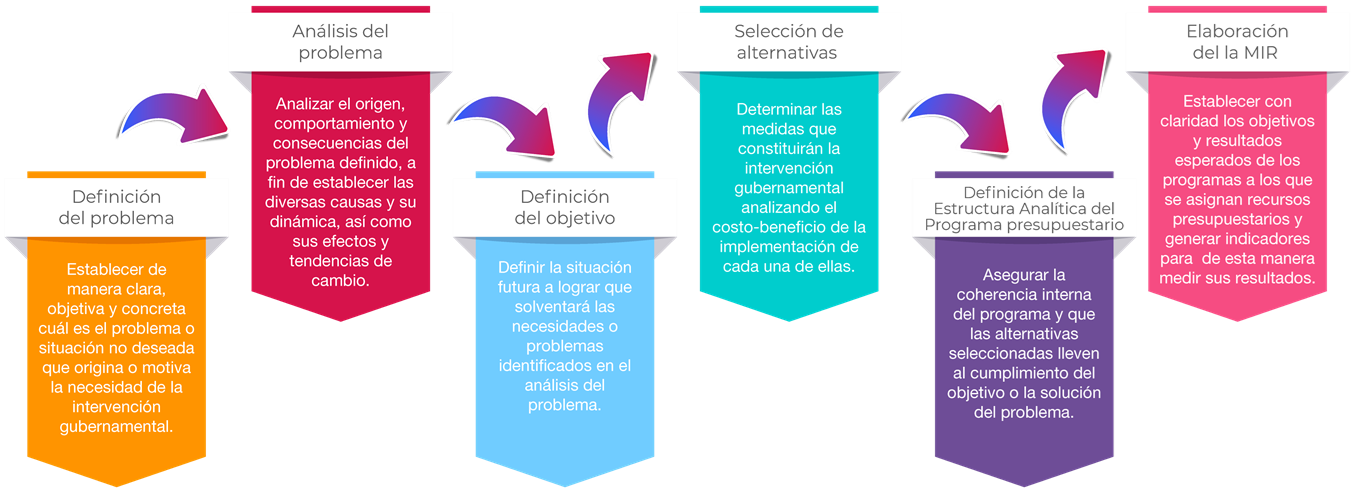 Definición
del problema
Establecer de
manera clara,
objetiva y concreta
cuál es el problema o
situación no deseada
que origina o motiva
la necesidad de la
intervención
gubernamental.
Análisis del
problema
Analizar el origen,
comportamiento y
consecuencias del
problema definido, a
fin de establecer las
diversas causas y su
dinámica, así como
sus efectos y
tendencias de
cambio.
Definición
del objetivo
Definir la situación
futura a lograr que
solventará las
necesidades o
problemas
identificados en el
análisis del
problema.
Selección de
alternativas
Determinar las
medidas que
constituirán la
intervención
gubernamental
analizando el
costo-beneficio de la
implementación de
cada una de ellas.
Definición de la
Estructura Analítica del
Programa presupuestario
Asegurar la
coherencia interna
del programa y que
las alternativas
seleccionadas lleven
al cumplimiento del
objetivo o la solución
del problema.
Elaboración
del la MIR
Establecer con
claridad los objetivos
y resultados
esperados de los
programas a los que
se asignan recursos
presupuestarios y
generar indicadores
para de esta manera
medir sus resultados.